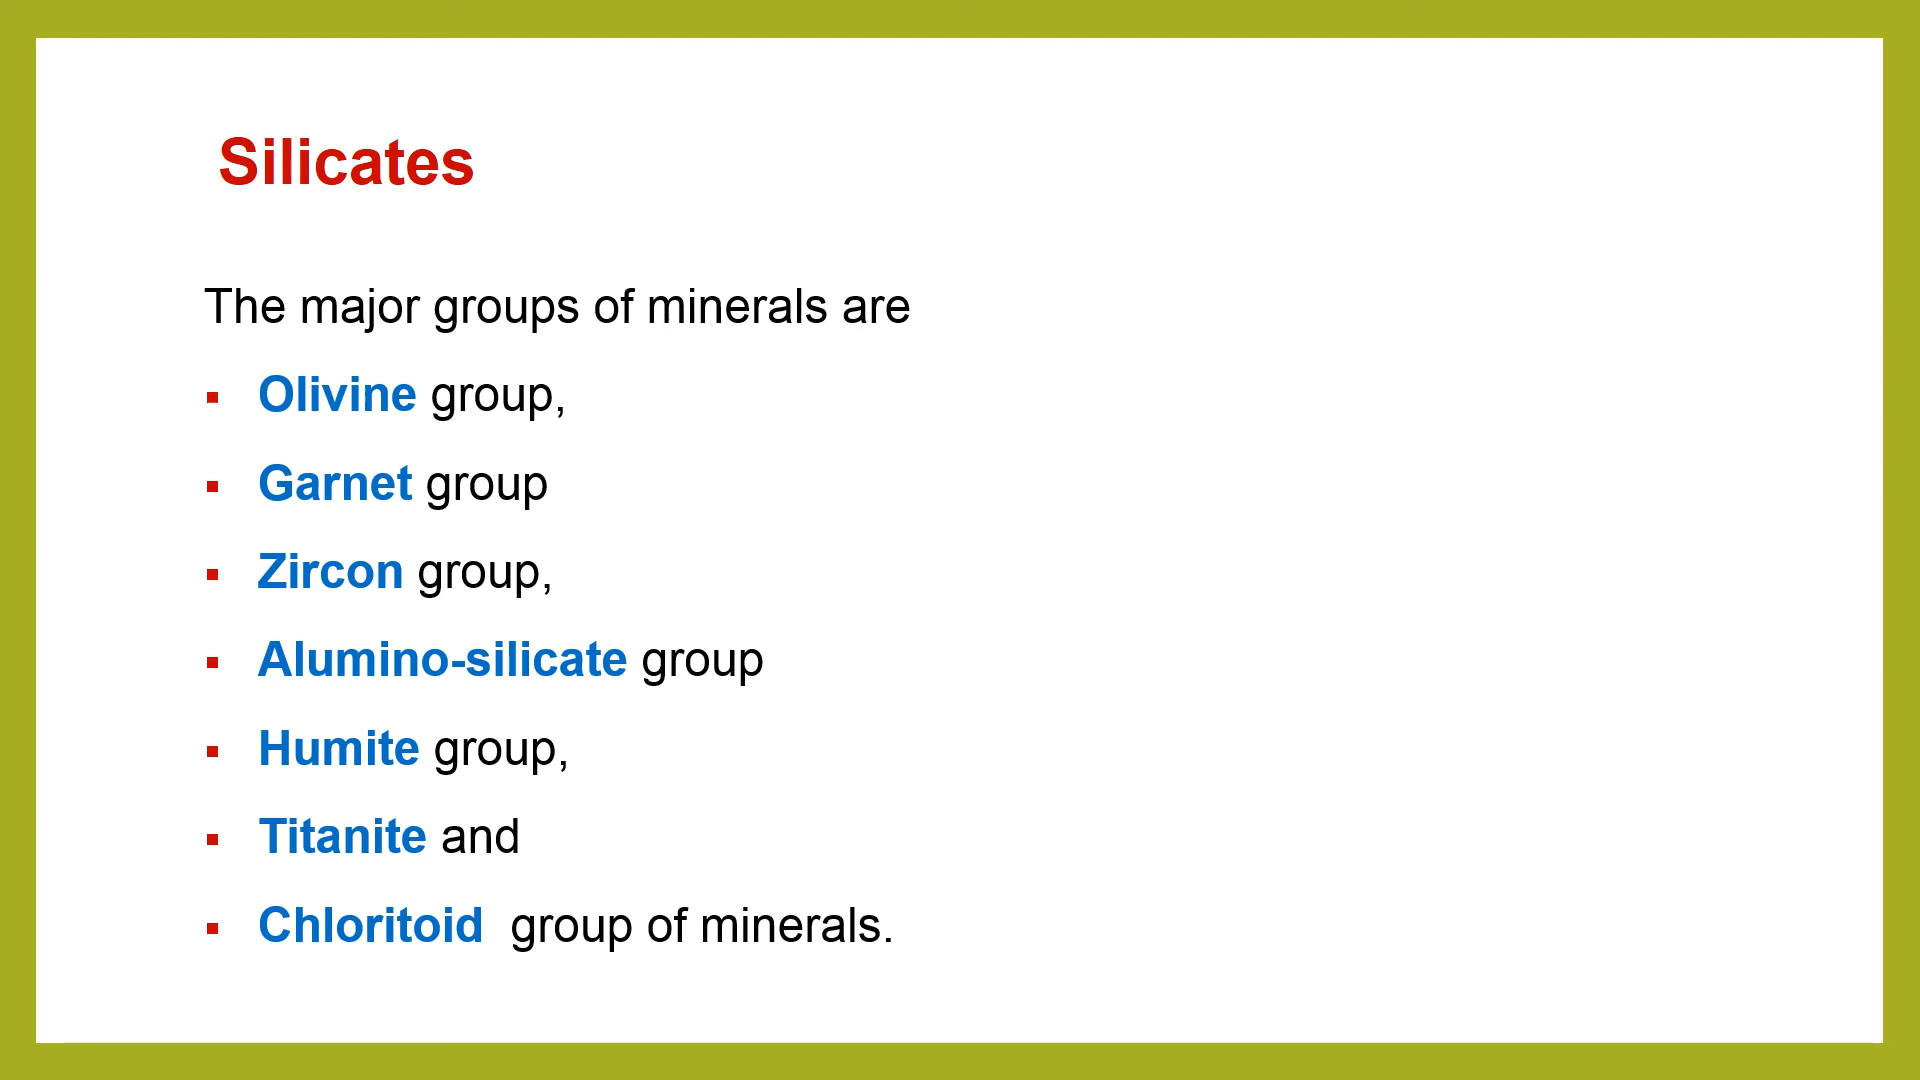 Silicates
The major groups of minerals are
▪ Olivine group,
▪ Garnet group
▪ Zircon group,
▪ Alumino-silicate group
▪ Humite group,
▪ Titanite and
▪ Chloritoid  group of minerals.